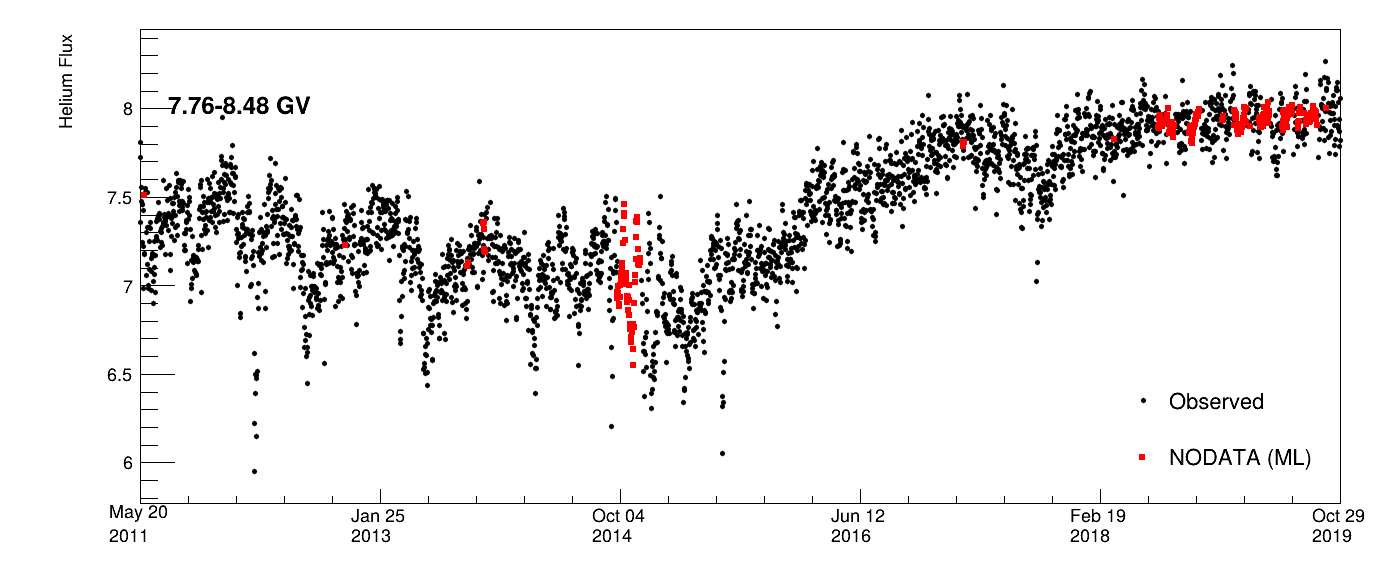 Helium Flux
7.76-8.48 GV
8
7.5
7
6.5
6
Observed
NODATA (ML)
May 20 Jan 25 Oct 04 Jun 12 Feb 19 Oct 29
2011 2013 2014 2016 2018 2019